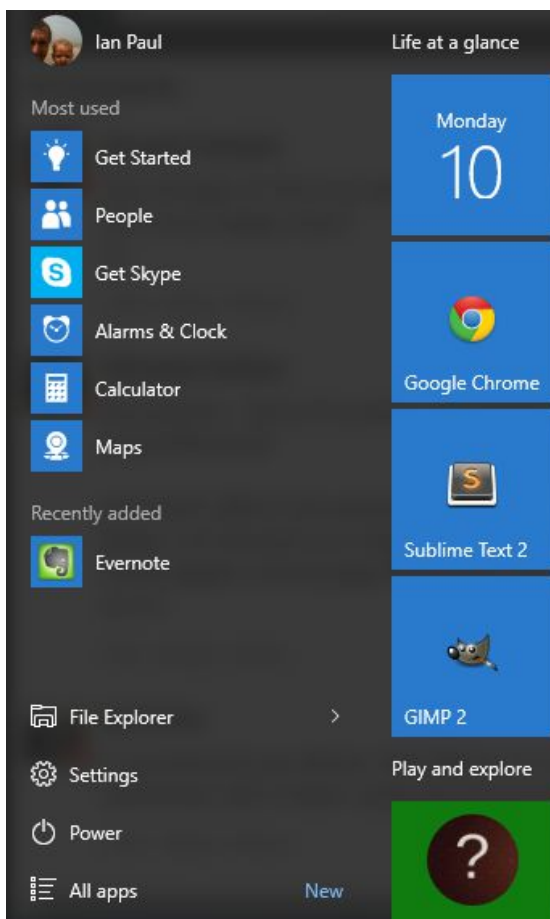 Ian Paul
Most used
Get Started
People
Get Skype
Alarms & Clock
Calculator
Maps
Recently added
Evernote
File Explorer
Settings
Power
All apps New
Life at a glance
Monday
10
Google Chrome
Sublime Text 2
GIMP 2
Play and explore
?